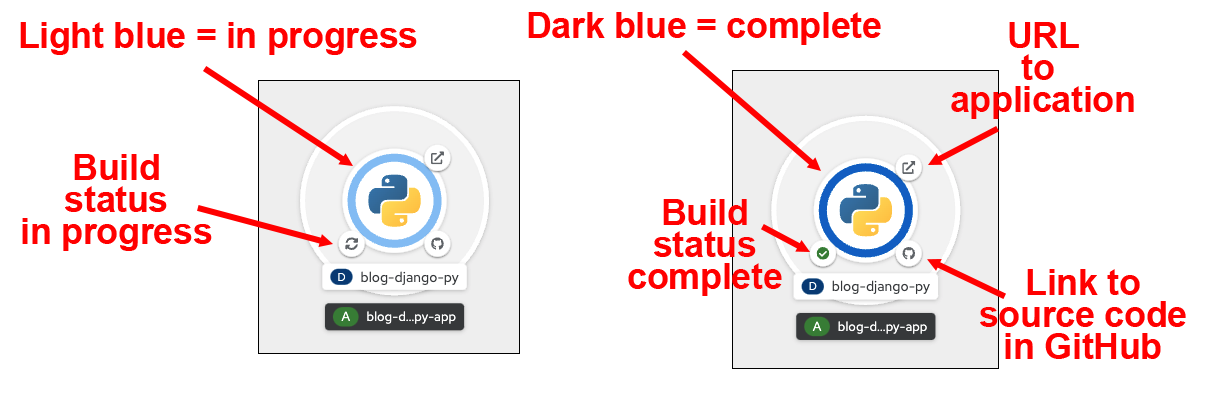 Light blue = in progress
Build
status
in progress
D blog-django-py
A blog-d...py-app
Dark blue = complete
URL
to
application
Build
status
complete
D blog-django-py
A blog-d...py-app
Link to
source code
in GitHub